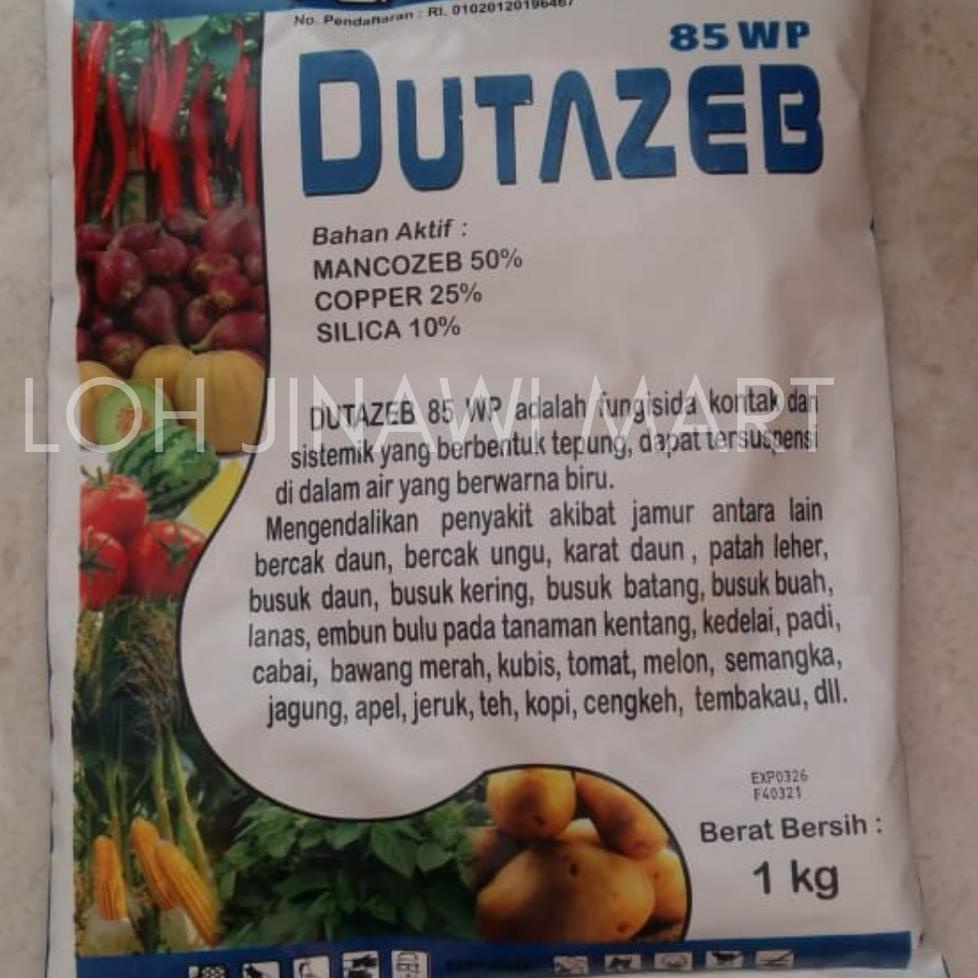 No. Pendaftaran : RI. 01020120196467
85 WP
DUTAZEB
Bahan Aktif :
MANCOZEB 50%
COPPER 25%
SILICA 10%
LOH JINAWI MART
DUTAZEB 85 WP adalah fungisida kontak dan
sistemik yang berbentuk tepung, dapat tersuspensi
di dalam air yang berwarna biru.
Mengendalikan penyakit akibat jamur antara lain
bercak daun, bercak ungu, karat daun , patah leher,
busuk daun, busuk kering, busuk batang, busuk buah,
lanas, embun bulu pada tanaman kentang, kedelai, padi,
cabai, bawang merah, kubis, tomat, melon, semangka,
jagung, apel, jeruk, teh, kopi, cengkeh, tembakau, dll.
EXP0326
F40321
Berat Bersih :
1 kg